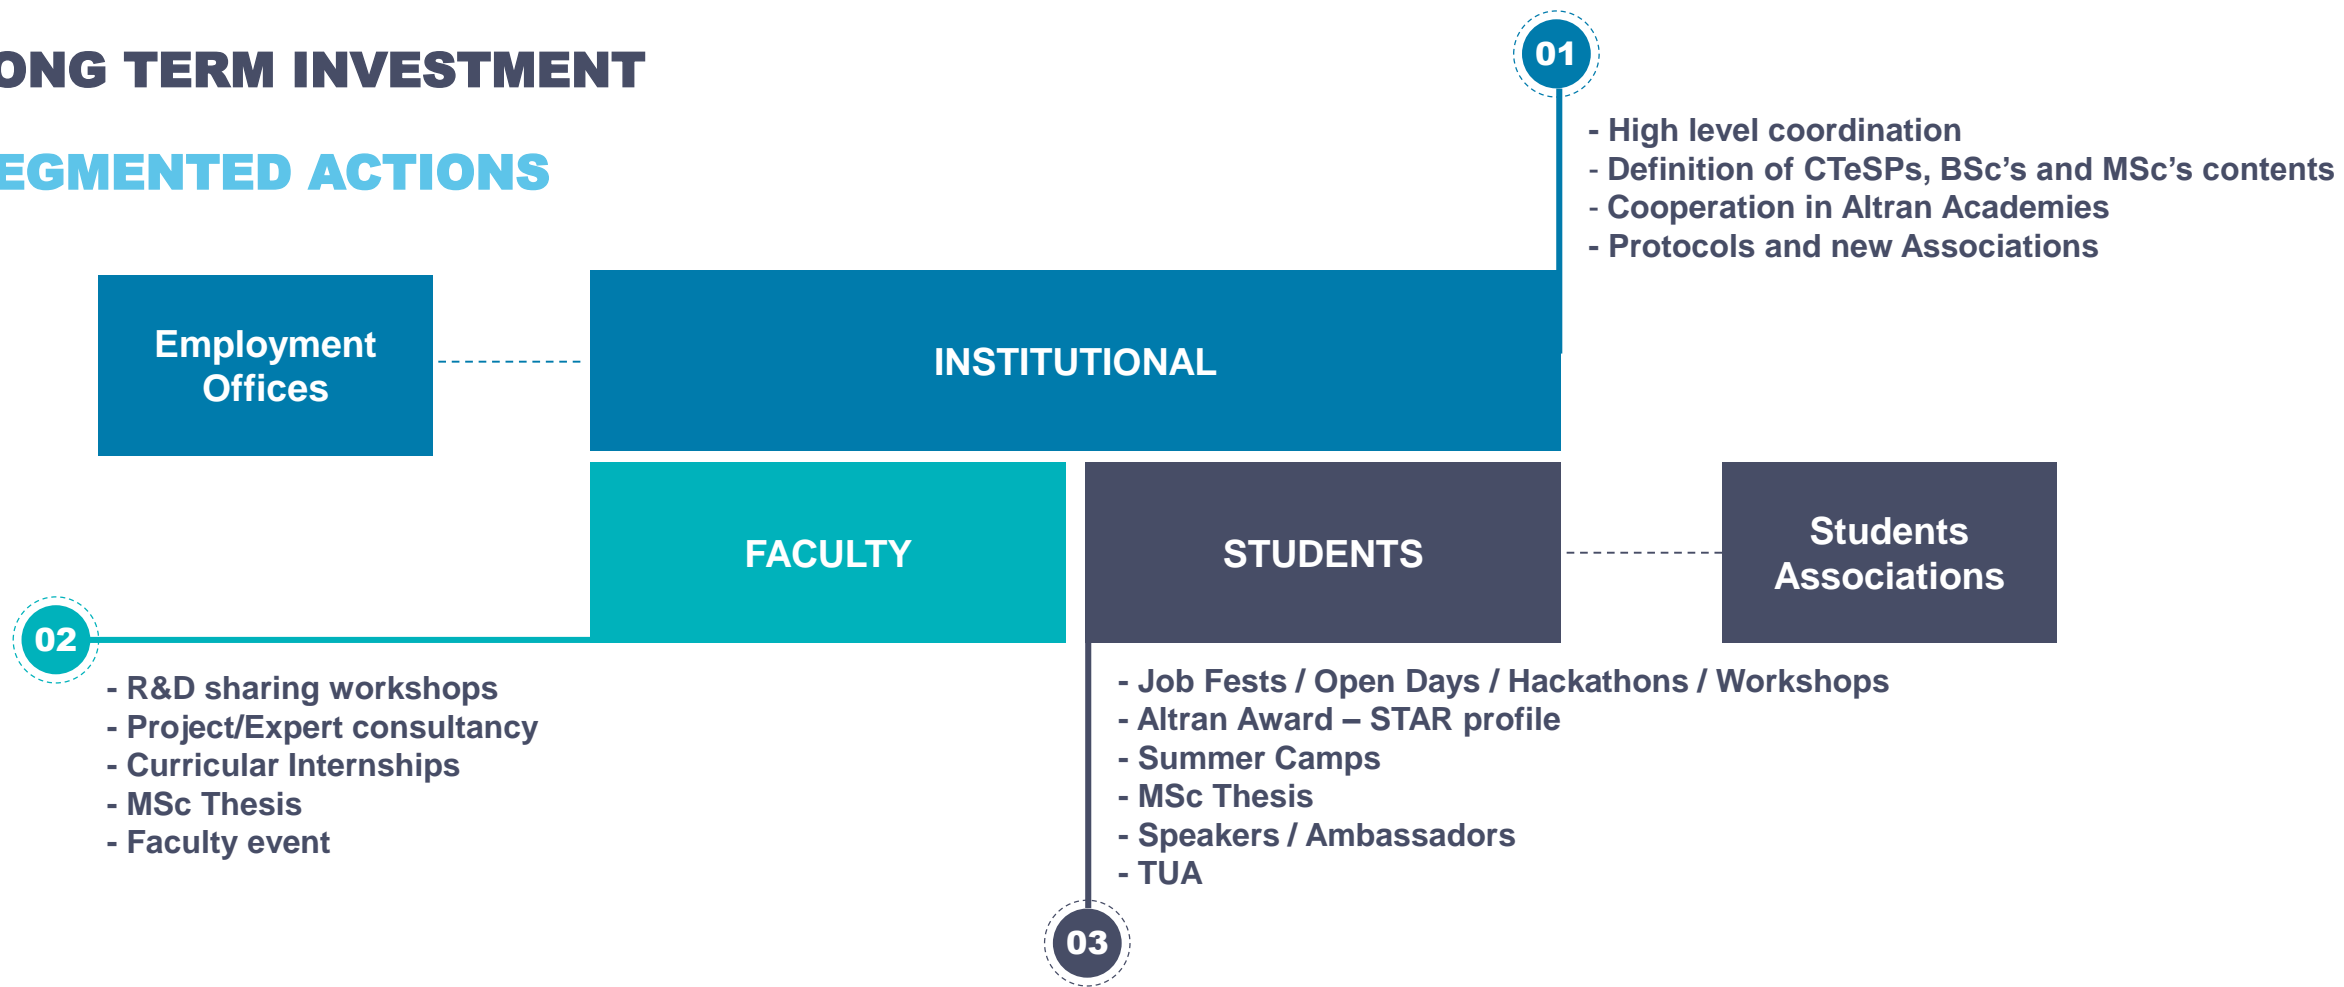 ONG TERM INVESTMENT
EGMENTED ACTIONS
01
- High level coordination
- Definition of CTeSPs, BSc’s and MSc’s contents
- Cooperation in Altran Academies
- Protocols and new Associations
Employment
Offices
INSTITUTIONAL
FACULTY
STUDENTS
Students
Associations
02
- R&D sharing workshops
- Project/Expert consultancy
- Curricular Internships
- MSc Thesis
- Faculty event
- Job Fests / Open Days / Hackathons / Workshops
- Altran Award – STAR profile
- Summer Camps
- MSc Thesis
- Speakers / Ambassadors
- TUA
03